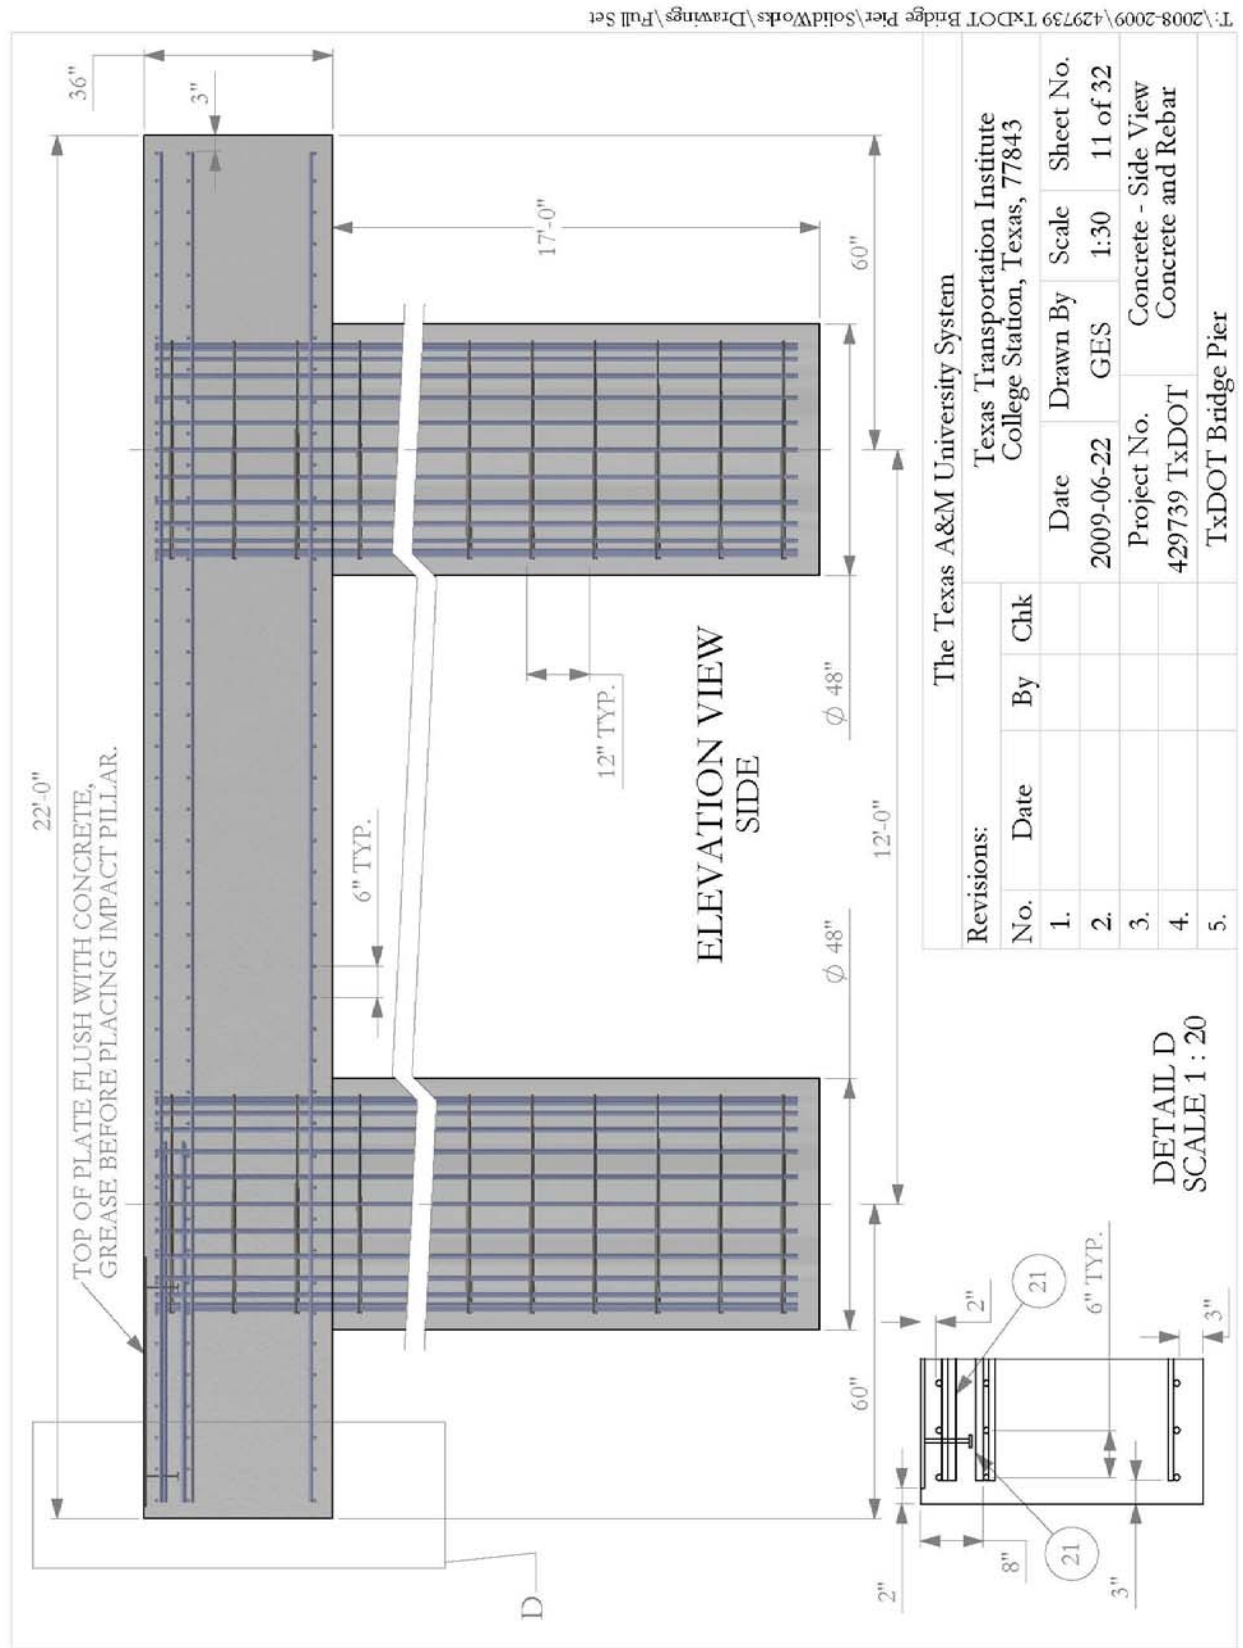 T:\2008-2009\429739 TxDOT Bridge Pier\SolidWorks\Drawings\Full Set
22'-0"
36"
3"
TOP OF PLATE FLUSH WITH CONCRETE,
GREASE BEFORE PLACING IMPACT PILLAR.
6" TYP.
17'-0"
12" TYP.
ELEVATION VIEW
SIDE
Ø 48"
Ø 48"
60"
12'-0"
60"
D
2"
8"
21
3"
2"
21
6" TYP.
3"
DETAIL D
SCALE 1 : 20
The Texas A&M University System
Revisions:
No. Date By Chk
1.
2.
3.
4.
5.
Texas Transportation Institute
College Station, Texas, 77843
Date Drawn By Scale Sheet No.
2009-06-22 GES 1:30 11 of 32
Project No. Concrete - Side View
429739 TxDOT Concrete and Rebar
TxDOT Bridge Pier